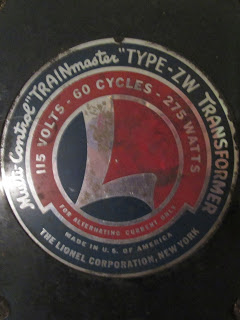 Multi-Control "TRAINmaster" TYPE-ZW TRANSFORMER
115 VOLTS - 60 CYCLES - 275 WATTS
L
FOR ALTERNATING CURRENT ONLY
MADE IN U.S. OF AMERICA
THE LIONEL CORPORATION, NEW YORK